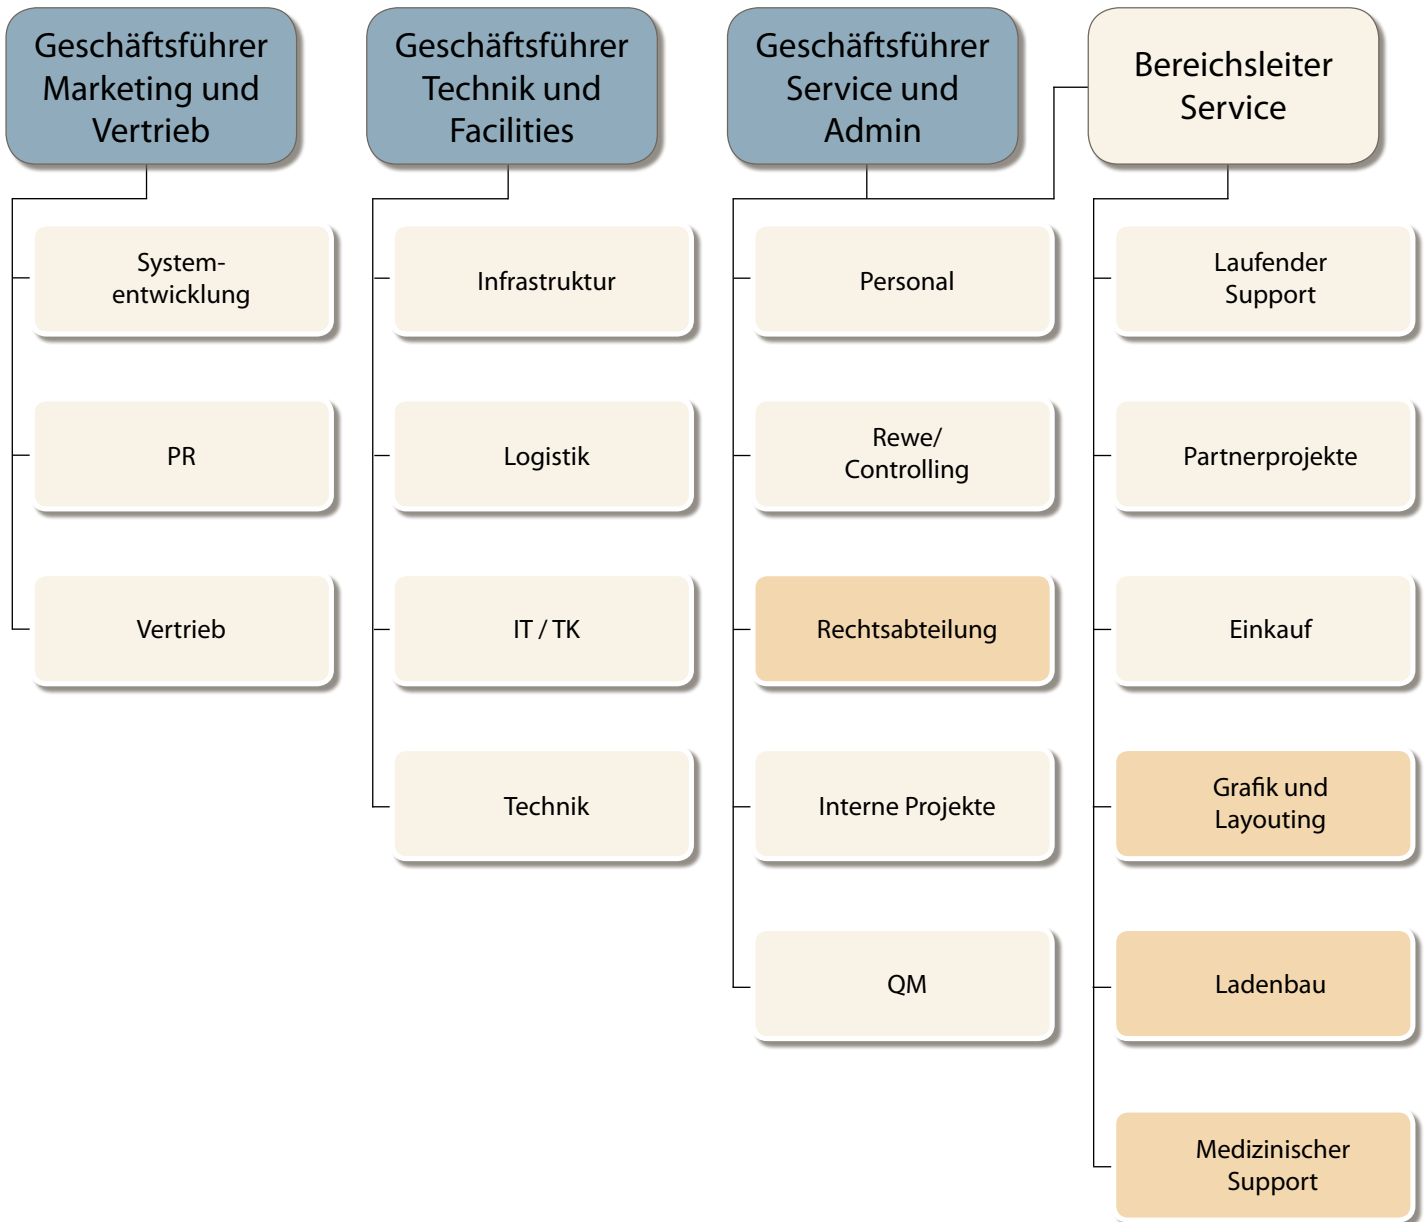 Geschäftsführer
Marketing und
Vertrieb
Geschäftsführer
Technik und
Facilities
Geschäftsführer
Service und
Admin
Bereichsleiter
Service
System-
entwicklung
PR
Vertrieb
Infrastruktur
Logistik
IT / TK
Technik
Personal
Rewe/
Controlling
Rechtsabteilung
Interne Projekte
QM
Laufender
Support
Partnerprojekte
Einkauf
Grafik und
Layouting
Ladenbau
Medizinischer
Support